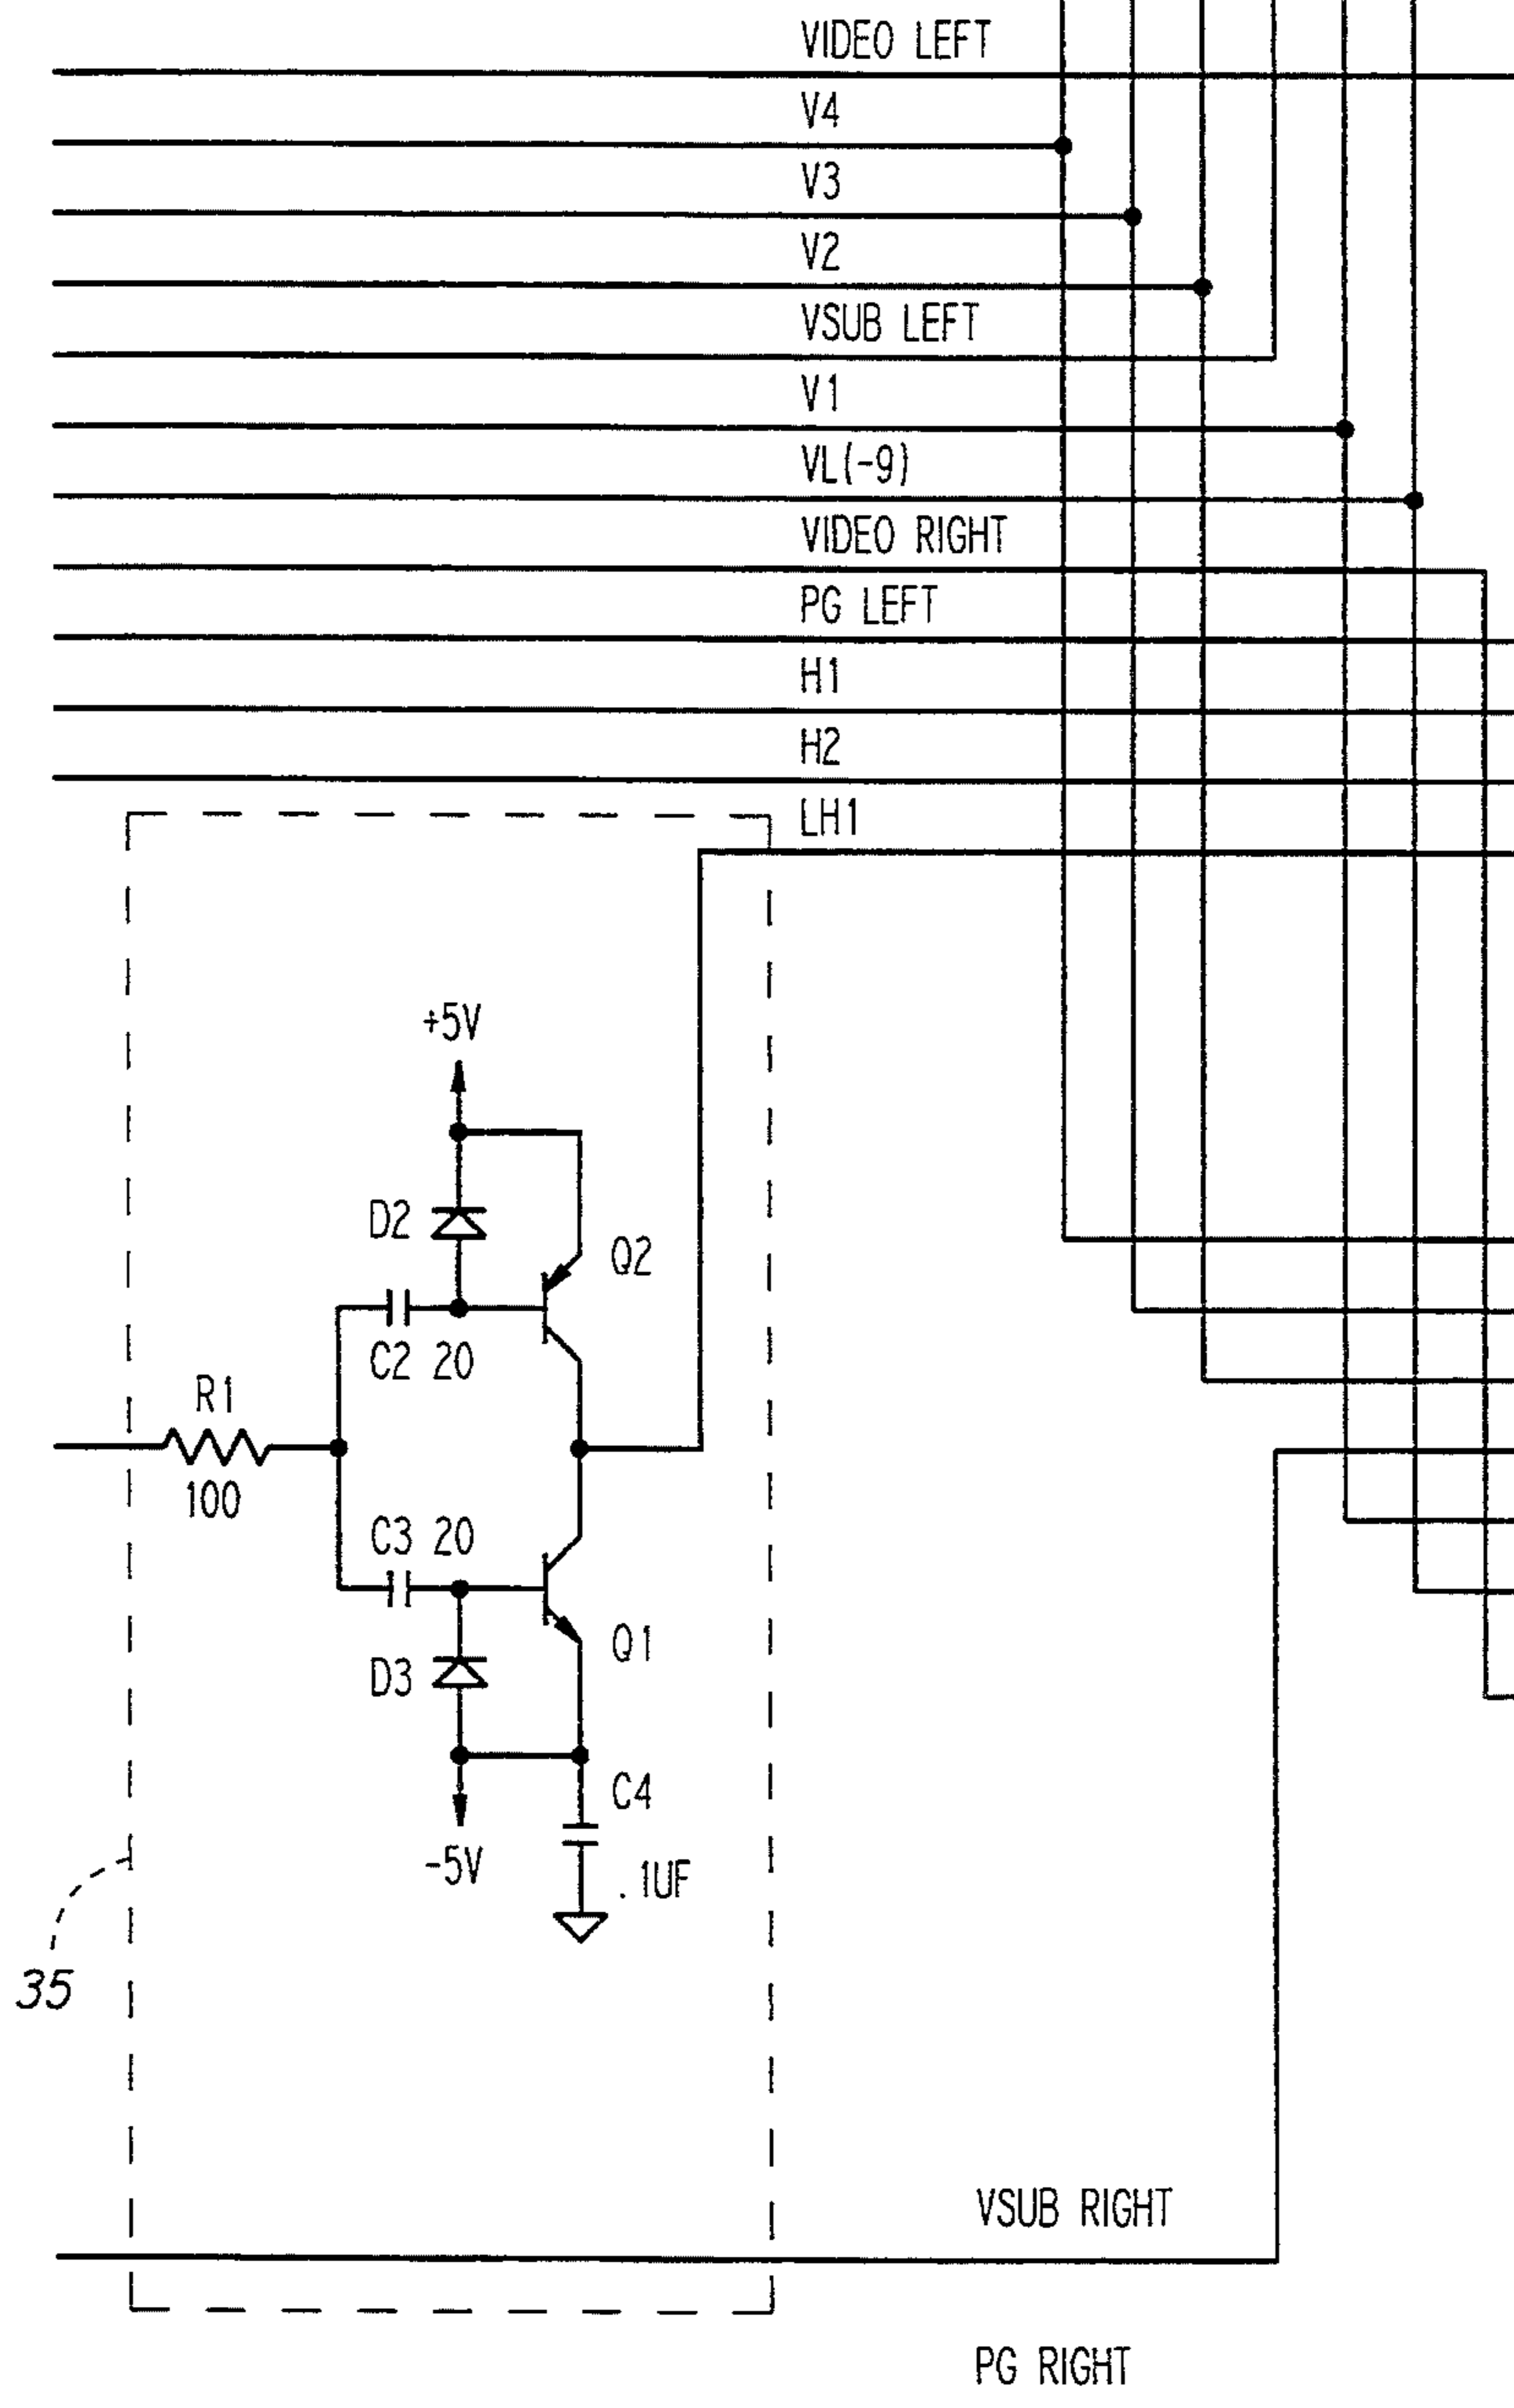 VIDEO LEFT
V4
V3
V2
VSUB LEFT
V1
VL(-9)
VIDEO RIGHT
PG LEFT
H1
H2
LH1
+5V
D2
Q2
C2 20
R1
100
C3 20
Q1
D3
C4
-5V
.1UF
35
VSUB RIGHT
PG RIGHT